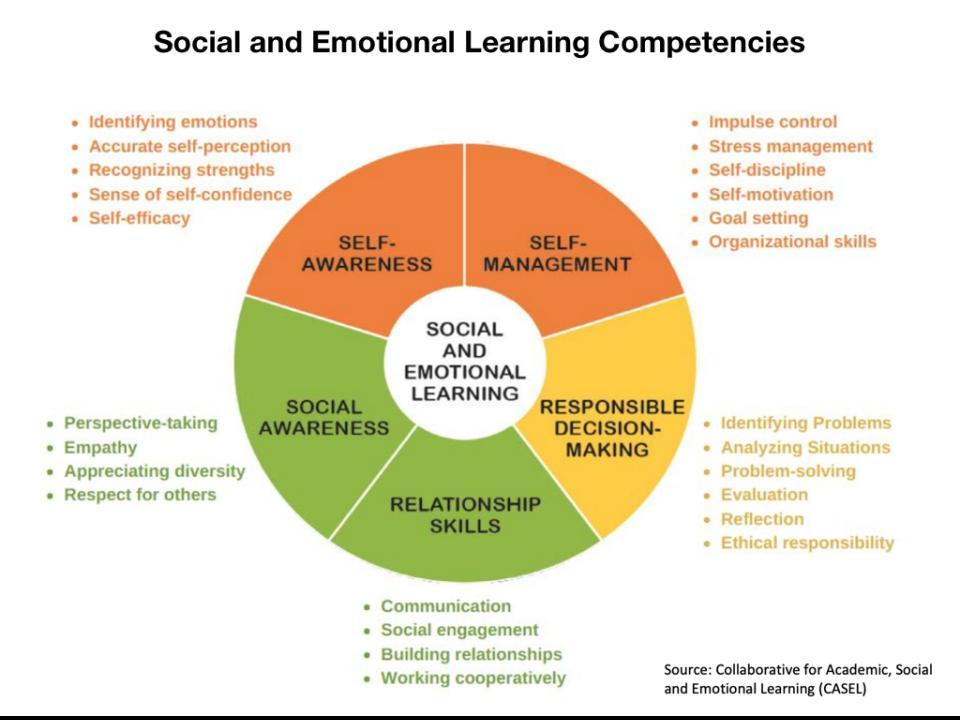 Social and Emotional Learning Competencies
• Identifying emotions
• Accurate self-perception
• Recognizing strengths
• Sense of self-confidence
• Self-efficacy
• Impulse control
• Stress management
• Self-discipline
• Self-motivation
• Goal setting
• Organizational skills
SELF-
AWARENESS
SELF-
MANAGEMENT
SOCIAL
AND
EMOTIONAL
LEARNING
SOCIAL
AWARENESS
RESPONSIBLE
DECISION-
MAKING
RELATIONSHIP
SKILLS
• Perspective-taking
• Empathy
• Appreciating diversity
• Respect for others
• Identifying Problems
• Analyzing Situations
• Problem-solving
• Evaluation
• Reflection
• Ethical responsibility
• Communication
• Social engagement
• Building relationships
• Working cooperatively
Source: Collaborative for Academic, Social
and Emotional Learning (CASEL)